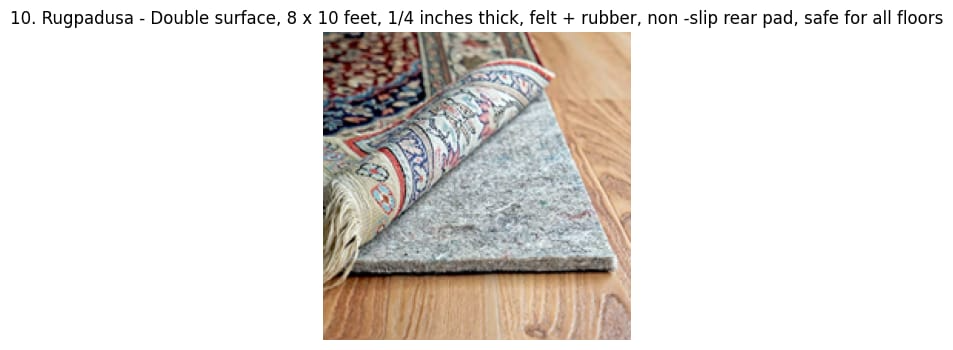 10. Rugpadusa - Double surface, 8 x 10 feet, 1/4 inches thick, felt + rubber, non -slip rear pad, safe for all floors